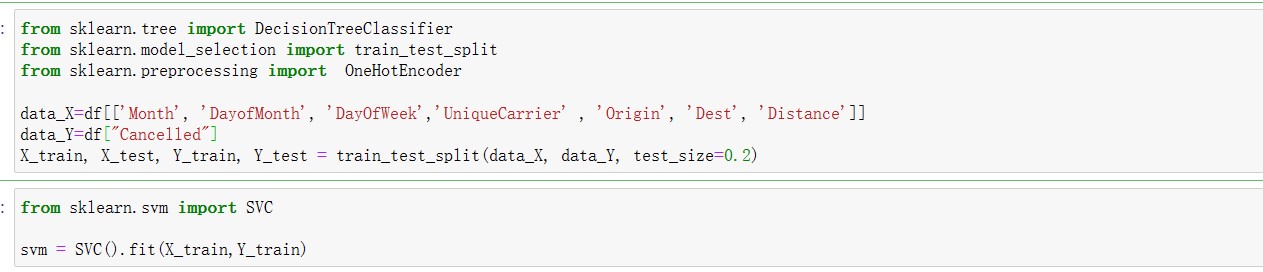 : from sklearn.tree import DecisionTreeClassifier
from sklearn.model_selection import train_test_split
from sklearn.preprocessing import  OneHotEncoder
data_X=df[['Month', 'DayofMonth', 'DayOfWeek','UniqueCarrier' , 'Origin', 'Dest', 'Distance']]
data_Y=df["Cancelled"]
X_train, X_test, Y_train, Y_test = train_test_split(data_X, data_Y, test_size=0.2)
: from sklearn.svm import SVC
svm = SVC().fit(X_train,Y_train)